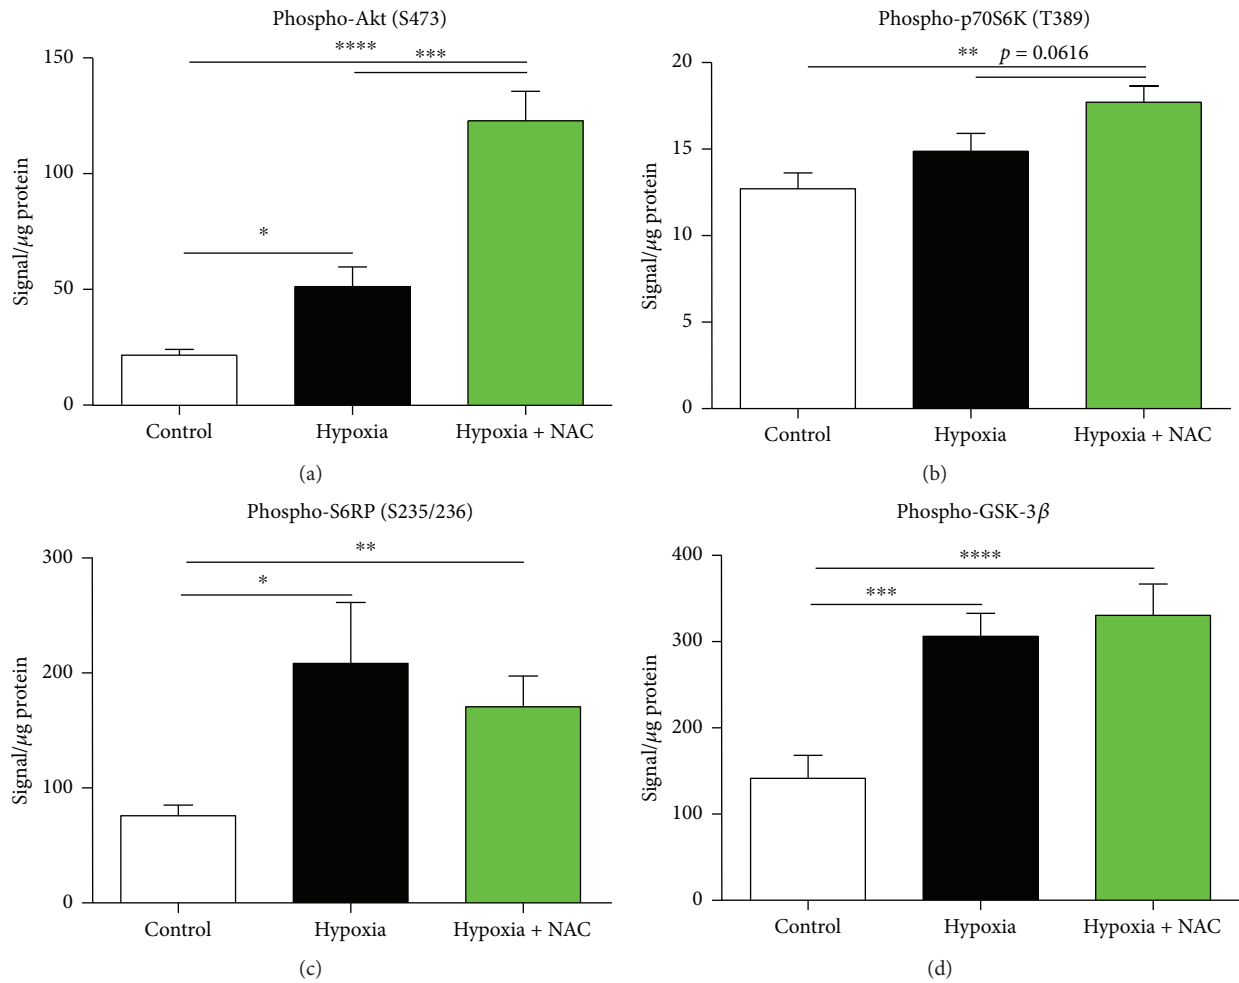 Phospho-Akt (S473)
150
100
50
0
Signal/μg protein
****
***
*
Control
Hypoxia
Hypoxia + NAC
(a)
Phospho-p70S6K (T389)
20
15
10
5
0
Signal/μg protein
**
p = 0.0616
Control
Hypoxia
Hypoxia + NAC
(b)
Phospho-S6RP (S235/236)
300
200
100
0
Signal/μg protein
**
*
Control
Hypoxia
Hypoxia + NAC
(c)
Phospho-GSK-3β
400
300
200
100
0
Signal/μg protein
****
***
Control
Hypoxia
Hypoxia + NAC
(d)